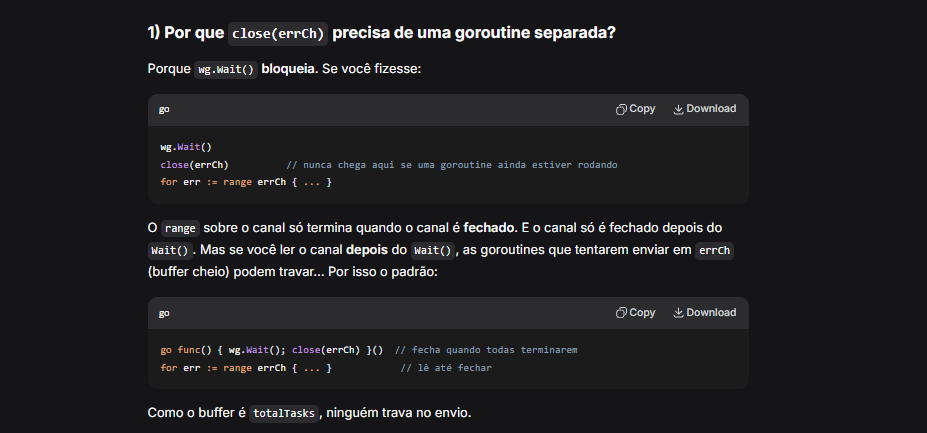 1) Por que close(errCh) precisa de uma goroutine separada?
Porque wg.Wait() bloqueia. Se você fizesse:
go Copy Download
wg.Wait()
close(errCh) // nunca chega aqui se uma goroutine ainda estiver rodando
for err := range errCh { ... }
O range sobre o canal só termina quando o canal é fechado. E o canal só é fechado depois do
Wait(). Mas se você ler o canal depois do Wait(), as goroutines que tentarem enviar em errCh
(buffer cheio) podem travar... Por isso o padrão:
go Copy Download
go func() { wg.Wait(); close(errCh) }() // fecha quando todas terminarem
for err := range errCh { ... } // lê até fechar
Como o buffer é totalTasks, ninguém trava no envio.